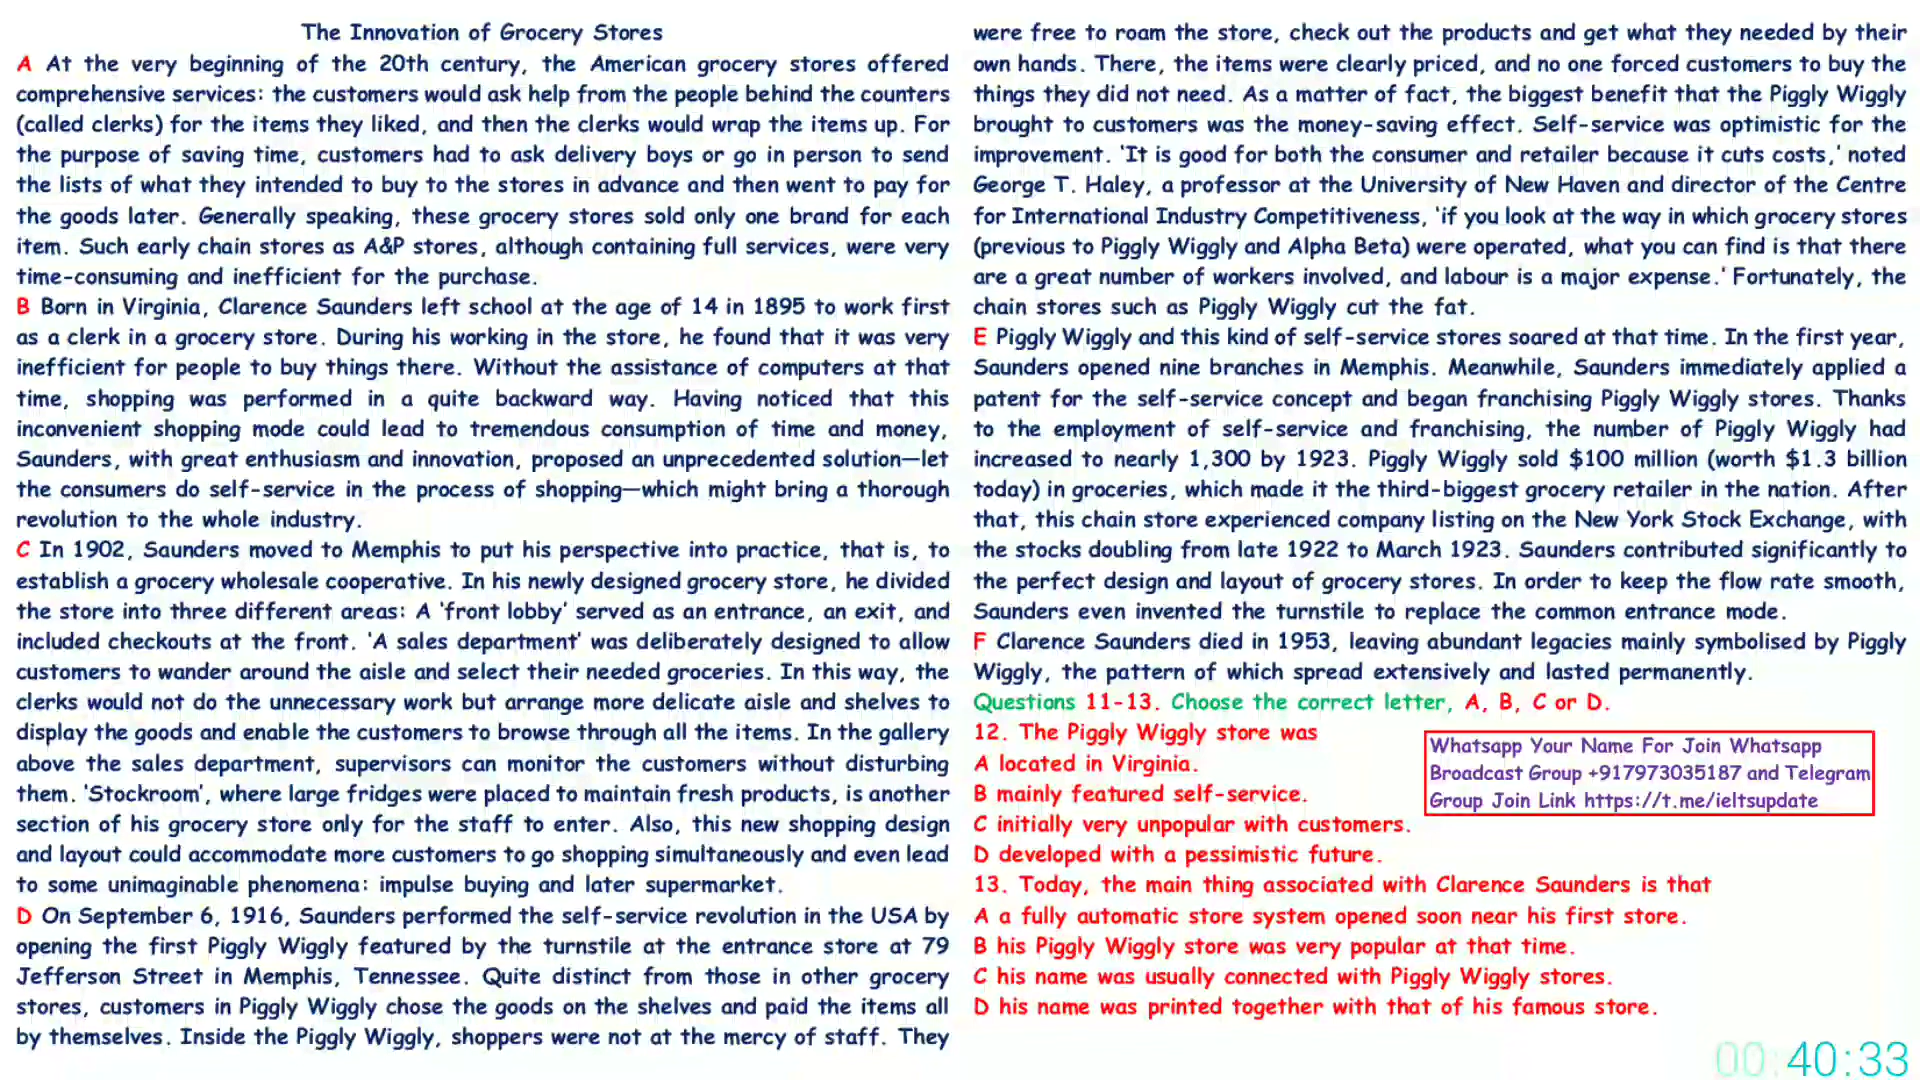 The Innovation of Grocery Stores
A At the very beginning of the 20th century, the American grocery stores offered
comprehensive services: the customers would ask help from the people behind the counters
(called clerks) for the items they liked, and then the clerks would wrap the items up. For
the purpose of saving time, customers had to ask delivery boys or go in person to send
the lists of what they intended to buy to the stores in advance and then went to pay for
the goods later. Generally speaking, these grocery stores sold only one brand for each
item. Such early chain stores as A&P stores, although containing full services, were very
time-consuming and inefficient for the purchase.
B Born in Virginia, Clarence Saunders left school at the age of 14 in 1895 to work first
as a clerk in a grocery store. During his working in the store, he found that it was very
inefficient for people to buy things there. Without the assistance of computers at that
time, shopping was performed in a quite backward way. Having noticed that this
inconvenient shopping mode could lead to tremendous consumption of time and money,
Saunders, with great enthusiasm and innovation, proposed an unprecedented solution—let
the consumers do self-service in the process of shopping—which might bring a thorough
revolution to the whole industry.
C In 1902, Saunders moved to Memphis to put his perspective into practice, that is, to
establish a grocery wholesale cooperative. In his newly designed grocery store, he divided
the store into three different areas: A 'front lobby' served as an entrance, an exit, and
included checkouts at the front. 'A sales department' was deliberately designed to allow
customers to wander around the aisle and select their needed groceries. In this way, the
clerks would not do the unnecessary work but arrange more delicate aisle and shelves to
display the goods and enable the customers to browse through all the items. In the gallery
above the sales department, supervisors can monitor the customers without disturbing
them. 'Stockroom', where large fridges were placed to maintain fresh products, is another
section of his grocery store only for the staff to enter. Also, this new shopping design
and layout could accommodate more customers to go shopping simultaneously and even lead
to some unimaginable phenomena: impulse buying and later supermarket.
D On September 6, 1916, Saunders performed the self-service revolution in the USA by
opening the first Piggly Wiggly featured by the turnstile at the entrance store at 79
Jefferson Street in Memphis, Tennessee. Quite distinct from those in other grocery
stores, customers in Piggly Wiggly chose the goods on the shelves and paid the items all
by themselves. Inside the Piggly Wiggly, shoppers were not at the mercy of staff. They
were free to roam the store, check out the products and get what they needed by their
own hands. There, the items were clearly priced, and no one forced customers to buy the
things they did not need. As a matter of fact, the biggest benefit that the Piggly Wiggly
brought to customers was the money-saving effect. Self-service was optimistic for the
improvement. 'It is good for both the consumer and retailer because it cuts costs,' noted
George T. Haley, a professor at the University of New Haven and director of the Centre
for International Industry Competitiveness, 'if you look at the way in which grocery stores
(previous to Piggly Wiggly and Alpha Beta) were operated, what you can find is that there
are a great number of workers involved, and labour is a major expense.' Fortunately, the
chain stores such as Piggly Wiggly cut the fat.
E Piggly Wiggly and this kind of self-service stores soared at that time. In the first year,
Saunders opened nine branches in Memphis. Meanwhile, Saunders immediately applied a
patent for the self-service concept and began franchising Piggly Wiggly stores. Thanks
to the employment of self-service and franchising, the number of Piggly Wiggly had
increased to nearly 1,300 by 1923. Piggly Wiggly sold $100 million (worth $1.3 billion
today) in groceries, which made it the third-biggest grocery retailer in the nation. After
that, this chain store experienced company listing on the New York Stock Exchange, with
the stocks doubling from late 1922 to March 1923. Saunders contributed significantly to
the perfect design and layout of grocery stores. In order to keep the flow rate smooth,
Saunders even invented the turnstile to replace the common entrance mode.
F Clarence Saunders died in 1953, leaving abundant legacies mainly symbolised by Piggly
Wiggly, the pattern of which spread extensively and lasted permanently.
Questions 11-13. Choose the correct letter, A, B, C or D.
12. The Piggly Wiggly store was
A located in Virginia.
B mainly featured self-service.
C initially very unpopular with customers.
D developed with a pessimistic future.
13. Today, the main thing associated with Clarence Saunders is that
A a fully automatic store system opened soon near his first store.
B his Piggly Wiggly store was very popular at that time.
C his name was usually connected with Piggly Wiggly stores.
D his name was printed together with that of his famous store.
Whatsapp Your Name For Join Whatsapp
Broadcast Group +917973035187 and Telegram
Group Join Link https://t.me/ieltsupdate
00:40:33